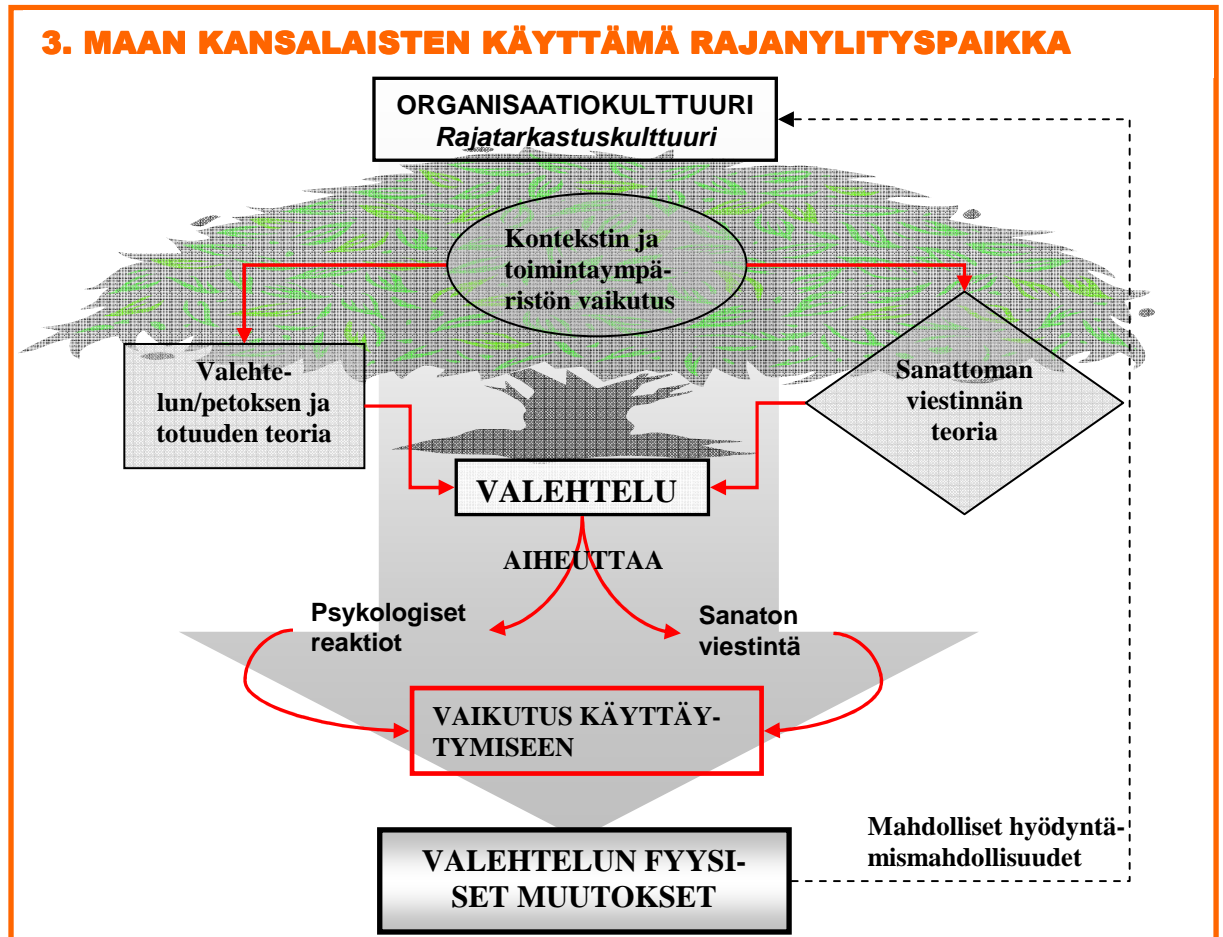 3. MAAN KANSALAISTEN KÄYTTÄMÄ RAJANYLITYSPAIKKA
ORGANISAATIOKULTTUURI
Rajatarkastuskulttuuri
Kontekstin ja
toimintaympä-
ristön vaikutus
Valehte-
lun/petoksen ja
totuuden teoria
Sanattoman
viestinnän
teoria
VALEHTELU
AIHEUTTAA
Psykologiset
reaktiot
Sanaton
viestintä
VAIKUTUS KÄYTTÄY-
TYMISEEN
Mahdolliset hyödyntä-
mismahdollisuudet
VALEHTELUN FYYSI-
SET MUUTOKSET